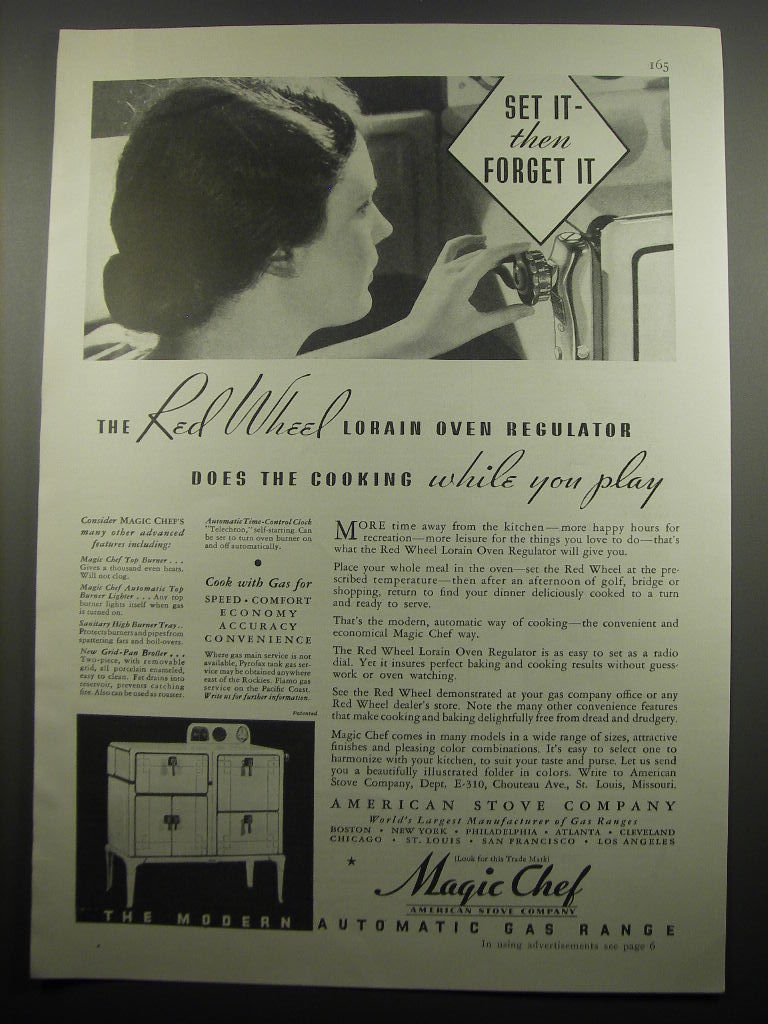 165
SET IT-
then
FORGET IT
THE Red Wheel LORAIN OVEN REGULATOR
DOES THE COOKING while you play
Consider MAGIC CHEF'S
many other advanced
features including:
Magic Chef Top Burner . . .
Gives a thousand even heats.
Will not clog.
Magic Chef Automatic Top
Burner Lighter . . . Any top
burner lights itself when gas
is turned on.
Sanitary High Burner Tray . .
Protects burners and pipes from
spattering fats and boil-overs.
New Grid-Pan Broiler . . .
Two-piece, with removable
grid, all porcelain enameled,
easy to clean. Fat drains into
reservoir, prevents catching
fire. Also can be used as roaster.
Automatic Time-Control Clock
"Telechron," self-starting. Can
be set to turn oven burner on
and off automatically.
Cook with Gas for
SPEED • COMFORT
ECONOMY
ACCURACY
CONVENIENCE
Where gas main service is not
available, Pyrofax tank gas ser-
vice may be obtained anywhere
east of the Rockies. Flamo gas
service on the Pacific Coast.
Write us for further information.
Patented
MORE time away from the kitchen—more happy hours for
recreation—more leisure for the things you love to do—that's
what the Red Wheel Lorain Oven Regulator will give you.
Place your whole meal in the oven—set the Red Wheel at the pre-
scribed temperature—then after an afternoon of golf, bridge or
shopping, return to find your dinner deliciously cooked to a turn
and ready to serve.
That's the modern, automatic way of cooking—the convenient and
economical Magic Chef way.
The Red Wheel Lorain Oven Regulator is as easy to set as a radio
dial. Yet it insures perfect baking and cooking results without guess-
work or oven watching.
See the Red Wheel demonstrated at your gas company office or any
Red Wheel dealer's store. Note the many other convenience features
that make cooking and baking delightfully free from dread and drudgery.
Magic Chef comes in many models in a wide range of sizes, attractive
finishes and pleasing color combinations. It's easy to select one to
harmonize with your kitchen, to suit your taste and purse. Let us send
you a beautifully illustrated folder in colors. Write to American
Stove Company, Dept. E-310, Chouteau Ave., St. Louis, Missouri.
AMERICAN STOVE COMPANY
World's Largest Manufacturer of Gas Ranges
BOSTON • NEW YORK • PHILADELPHIA • ATLANTA • CLEVELAND
CHICAGO • ST. LOUIS • SAN FRANCISCO • LOS ANGELES
(Look for this Trade Mark)
Magic Chef
AMERICAN STOVE COMPANY
THE MODERN AUTOMATIC GAS RANGE
In using advertisements see page 6